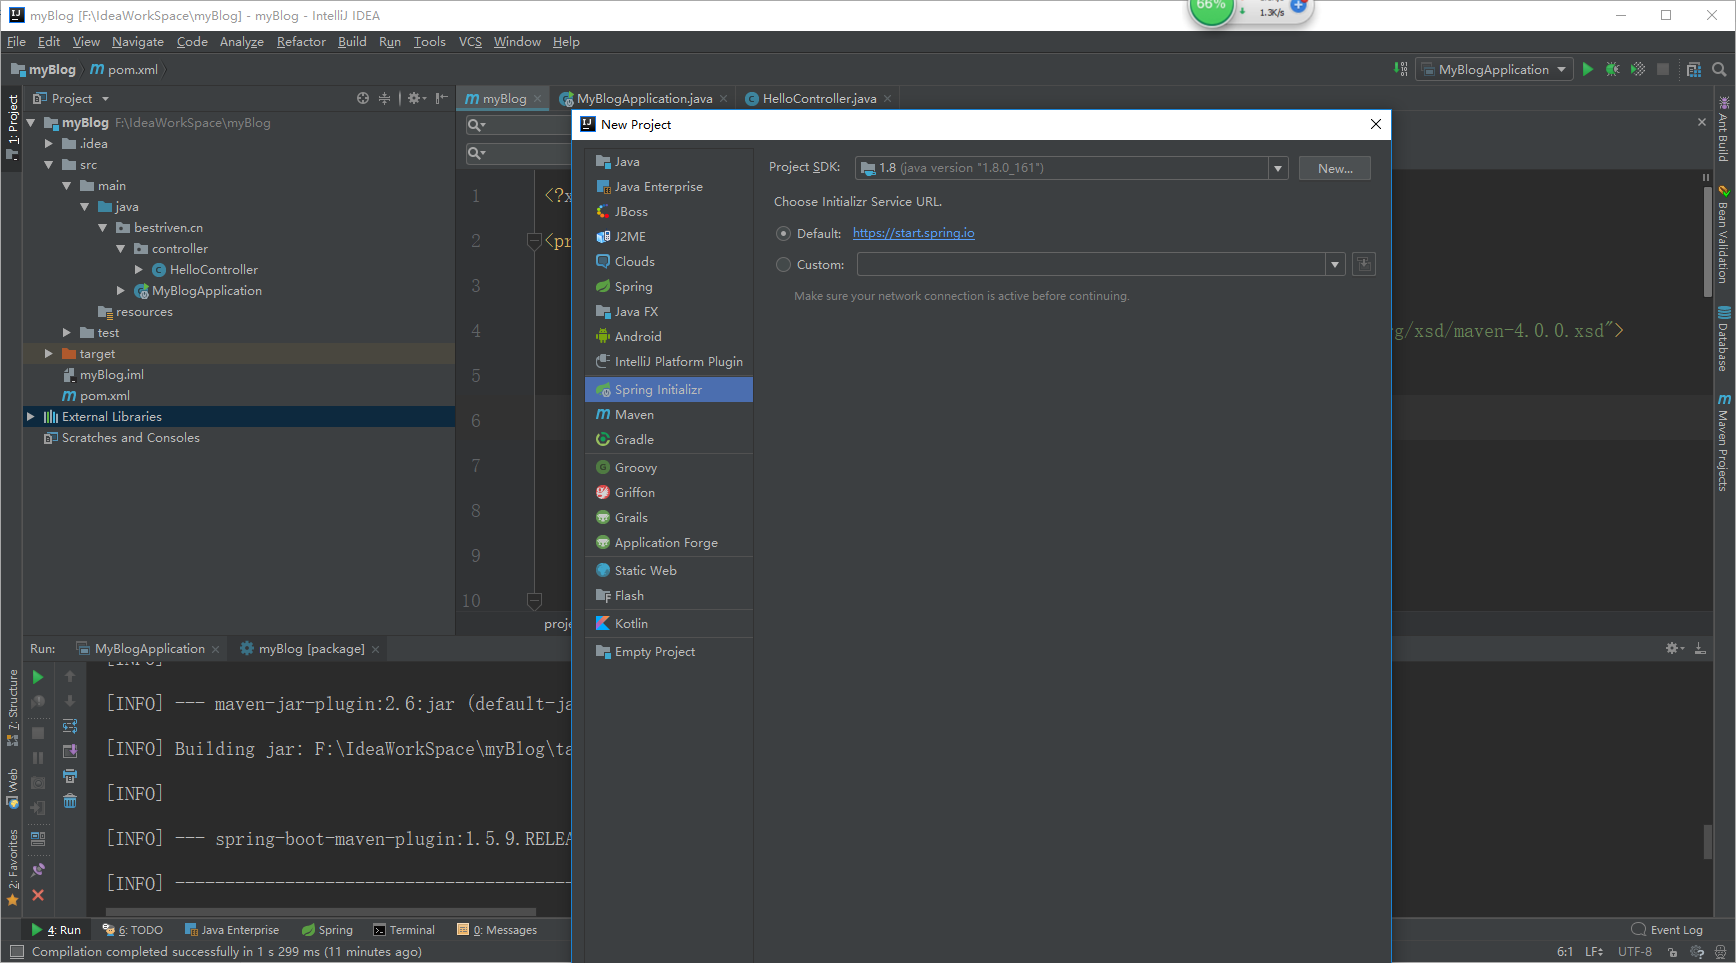 myBlog [F:\IdeaWorkSpace\myBlog] - myBlog - IntelliJ IDEA
66%
1.3K/s
File Edit View Navigate Code Analyze Refactor Build Run Tools VCS Window Help
myBlog pom.xml
MyBlogApplication
Project
myBlog
MyBlogApplication.java
HelloController.java
1: Project
myBlog F:\IdeaWorkSpace\myBlog
.idea
src
main
java
bestriven.cn
controller
HelloController
MyBlogApplication
resources
test
target
myBlog.iml
pom.xml
External Libraries
Scratches and Consoles
1 <?x
2 <pr
3
4 rg/xsd/maven-4.0.0.xsd">
5
6
7
8
9
10
proje
New Project
Java
Java Enterprise
JBoss
J2ME
Clouds
Spring
Java FX
Android
IntelliJ Platform Plugin
Spring Initializr
Maven
Gradle
Groovy
Griffon
Grails
Application Forge
Static Web
Flash
Kotlin
Empty Project
Project SDK: 1.8 (java version "1.8.0_161") New...
Choose Initializr Service URL.
Default: https://start.spring.io
Custom:
Make sure your network connection is active before continuing.
Ant Build
Bean Validation
Database
Maven Projects
Run: MyBlogApplication myBlog [package]
7: Structure
Web
2: Favorites
[INFO]
[INFO] --- maven-jar-plugin:2.6:jar (default-ja
[INFO] Building jar: F:\IdeaWorkSpace\myBlog\ta
[INFO]
[INFO] --- spring-boot-maven-plugin:1.5.9.RELEA
[INFO] ----------------------------------------
4: Run 6: TODO Java Enterprise Spring Terminal 0: Messages Event Log
Compilation completed successfully in 1 s 299 ms (11 minutes ago) 6:1 LF UTF-8